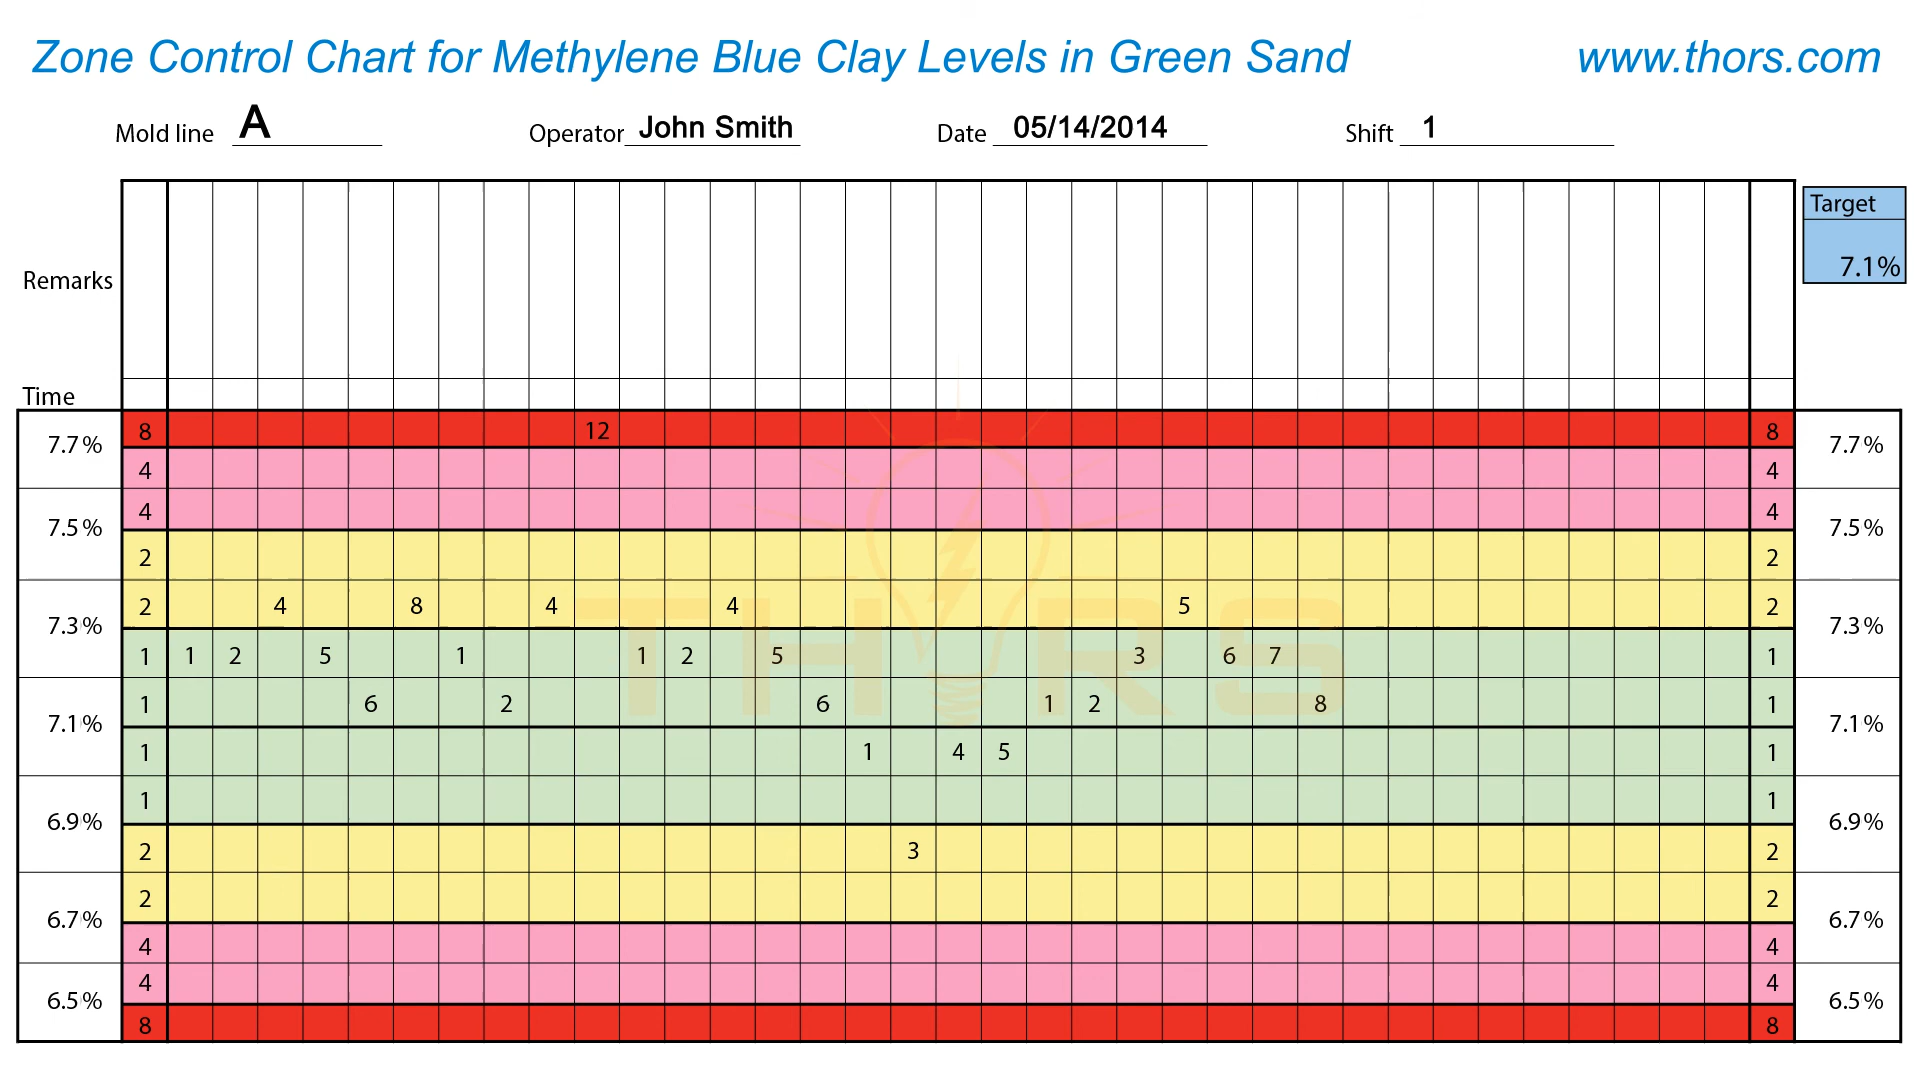 Zone Control Chart for Methylene Blue Clay Levels in Green Sand www.thors.com
Mold line A Operator John Smith Date 05/14/2014 Shift 1
Target
7.1%
Remarks
Time
7.7% 8 12 8 7.7%
4 4
7.5% 4 4 7.5%
2 2
7.3% 2 4 8 4 4 5 2 7.3%
1 1 2 5 1 1 2 5 3 6 7 1
7.1% 1 6 2 6 1 2 8 1 7.1%
1 1 4 5 1
6.9% 1 1 6.9%
2 3 2
6.7% 2 2 6.7%
4 4
6.5% 4 4 6.5%
8 8
THORS